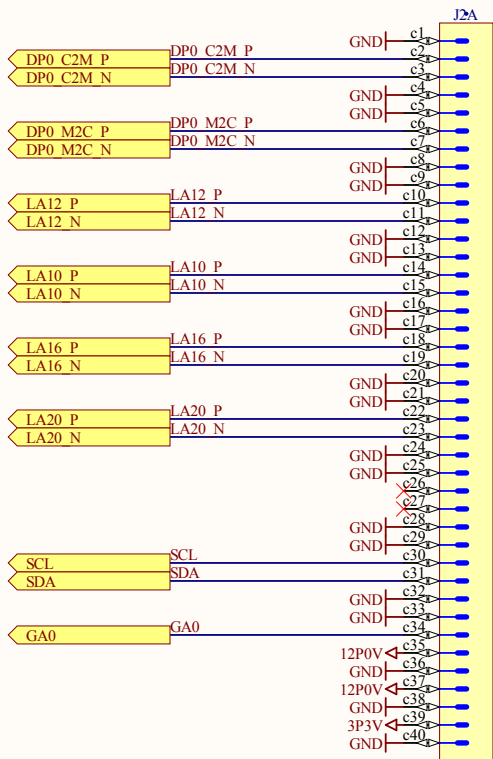 J2A
GND c1
DP0_C2M_P DP0_C2M_P c2
DP0_C2M_N DP0_C2M_N c3
GND c4
GND c5
DP0_M2C_P DP0_M2C_P c6
DP0_M2C_N DP0_M2C_N c7
GND c8
GND c9
LA12_P LA12_P c10
LA12_N LA12_N c11
GND c12
GND c13
LA10_P LA10_P c14
LA10_N LA10_N c15
GND c16
GND c17
LA16_P LA16_P c18
LA16_N LA16_N c19
GND c20
GND c21
LA20_P LA20_P c22
LA20_N LA20_N c23
GND c24
GND c25
c26
c27
GND c28
GND c29
SCL SCL c30
SDA SDA c31
GND c32
GND c33
GA0 GA0 c34
12P0V c35
GND c36
12P0V c37
GND c38
3P3V c39
GND c40